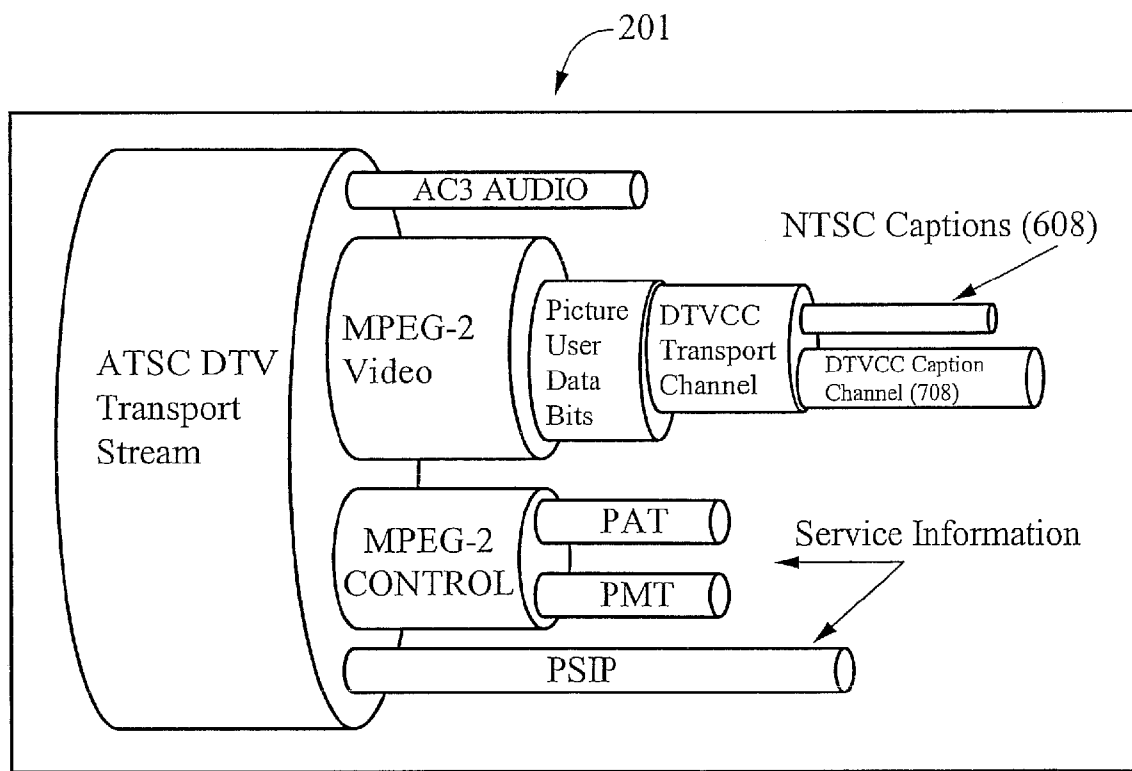 201
AC3 AUDIO
NTSC Captions (608)
ATSC DTV
Transport
Stream
MPEG-2
Video
Picture
User
Data
Bits
DTVCC
Transport
Channel
DTVCC Caption
Channel (708)
MPEG-2
CONTROL
PAT
PMT
Service Information
PSIP